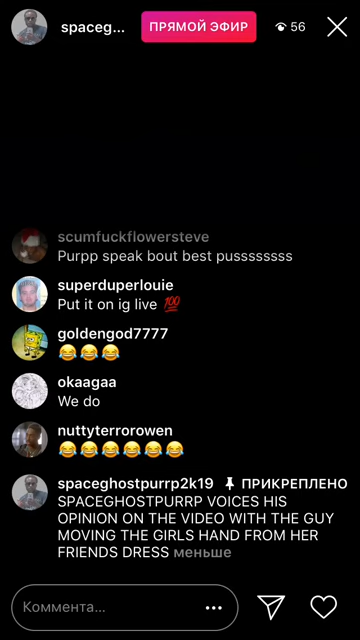 spaceg...
ПРЯМОЙ ЭФИР
56
scumfuckflowersteve
Purpp speak bout best pussssssss
superduperlouie
Put it on ig live 💯
goldengod7777
😂😂😂
okaagaa
We do
nuttyterrorowen
😂😂😂😂😂😂
spaceghostpurrp2k19 📌 ПРИКРЕПЛЕНО
SPACEGHOSTPURRP VOICES HIS
OPINION ON THE VIDEO WITH THE GUY
MOVING THE GIRLS HAND FROM HER
FRIENDS DRESS меньше
Коммента...